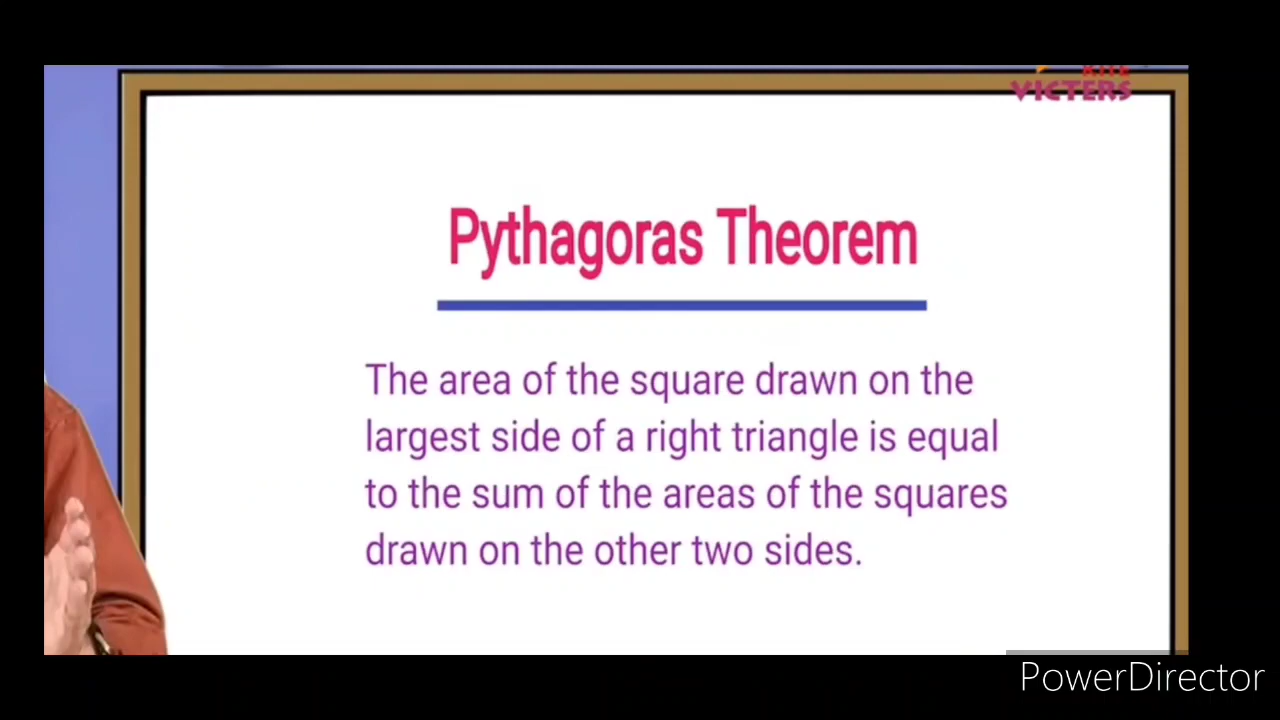 KITE
VICTERS
Pythagoras Theorem
The area of the square drawn on the
largest side of a right triangle is equal
to the sum of the areas of the squares
drawn on the other two sides.
PowerDirector